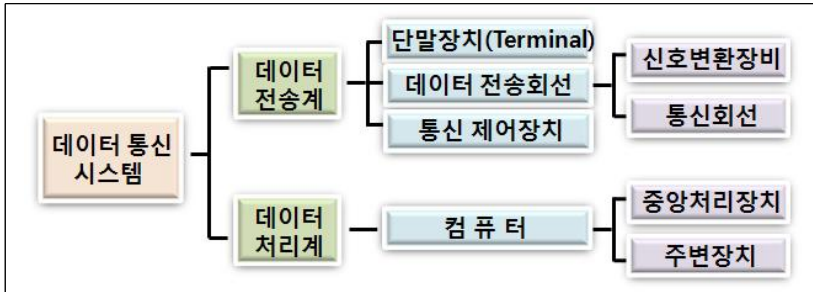 데이터 통신
시스템
데이터
전송계
단말장치(Terminal)
데이터 전송회선
통신 제어장치
신호변환장비
통신회선
데이터
처리계
컴 퓨 터
중앙처리장치
주변장치